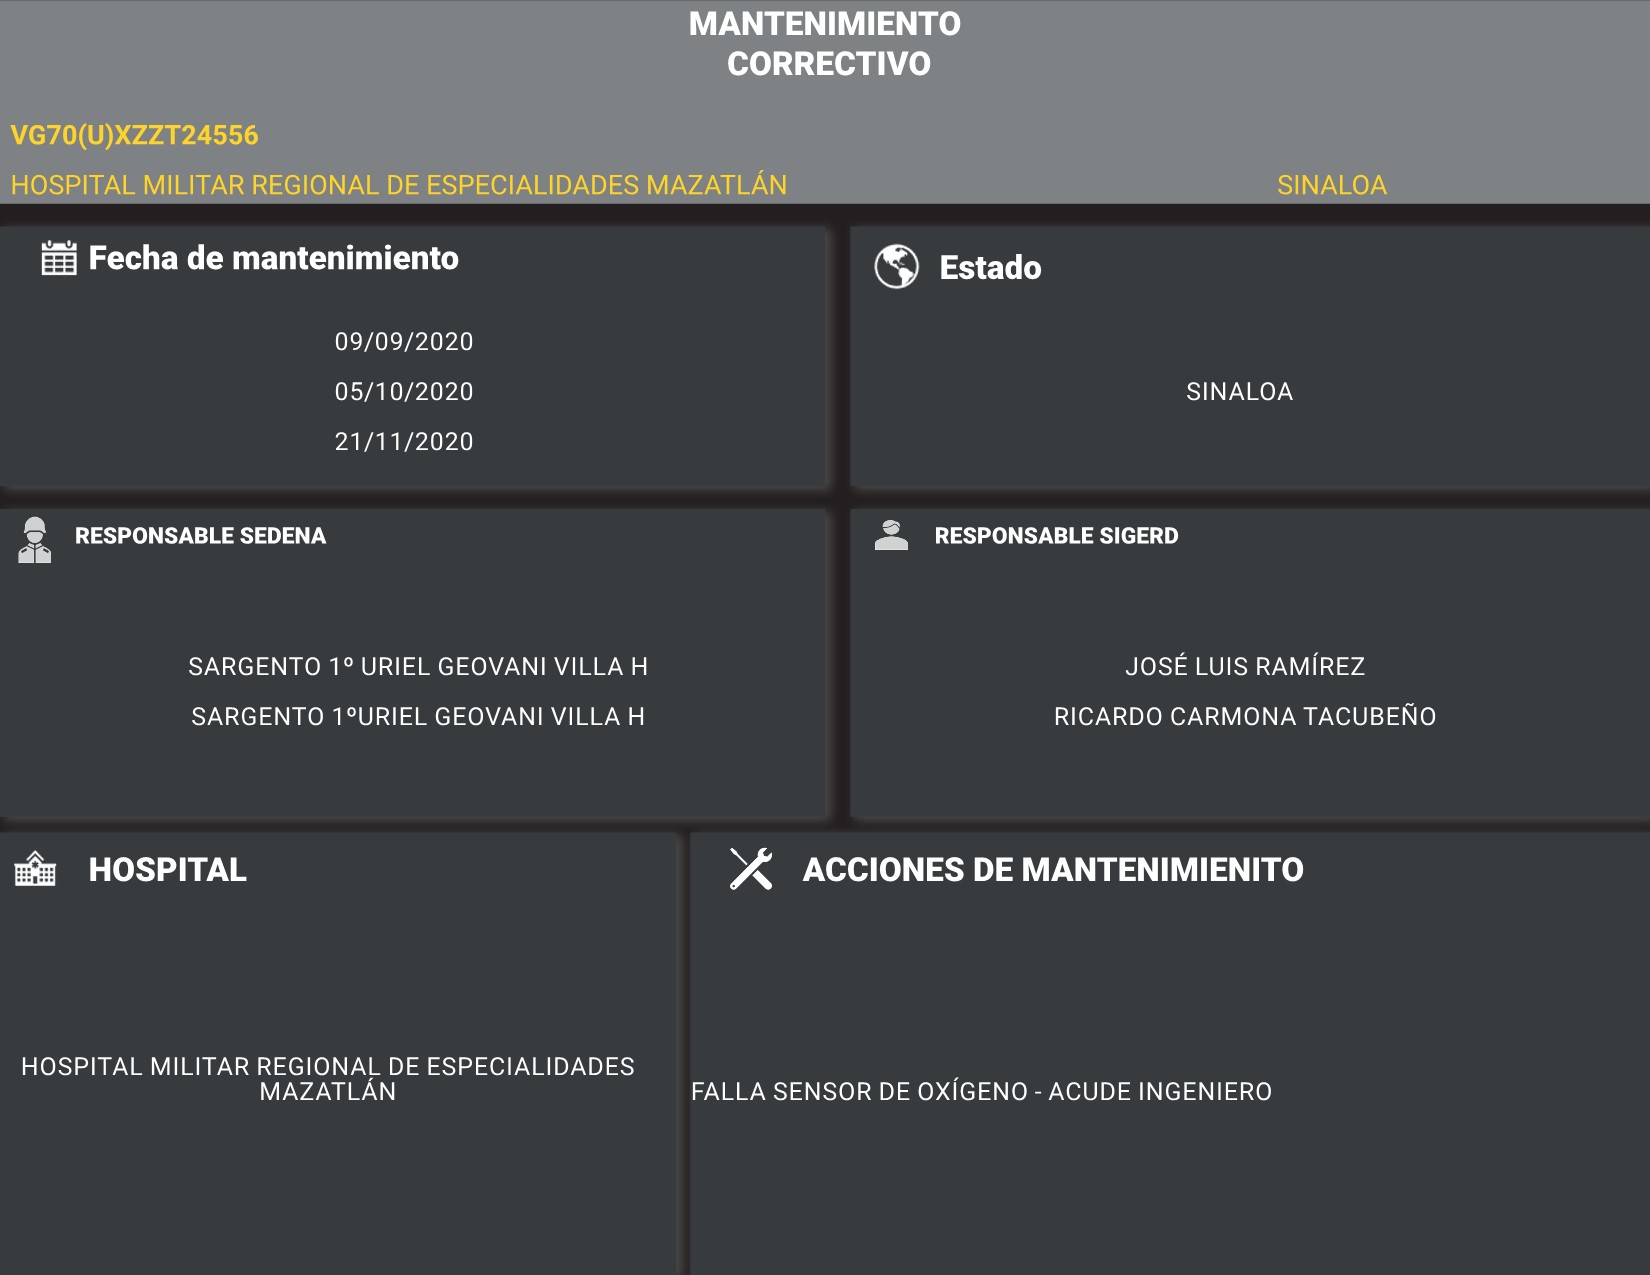 MANTENIMIENTO
CORRECTIVO
VG70(U)XZZT24556
HOSPITAL MILITAR REGIONAL DE ESPECIALIDADES MAZATLÁN
SINALOA
Fecha de mantenimiento
09/09/2020
05/10/2020
21/11/2020
Estado
SINALOA
RESPONSABLE SEDENA
SARGENTO 1º URIEL GEOVANI VILLA H
SARGENTO 1ºURIEL GEOVANI VILLA H
RESPONSABLE SIGERD
JOSÉ LUIS RAMÍREZ
RICARDO CARMONA TACUBEÑO
HOSPITAL
HOSPITAL MILITAR REGIONAL DE ESPECIALIDADES
MAZATLÁN
ACCIONES DE MANTENIMIENITO
FALLA SENSOR DE OXÍGENO - ACUDE INGENIERO